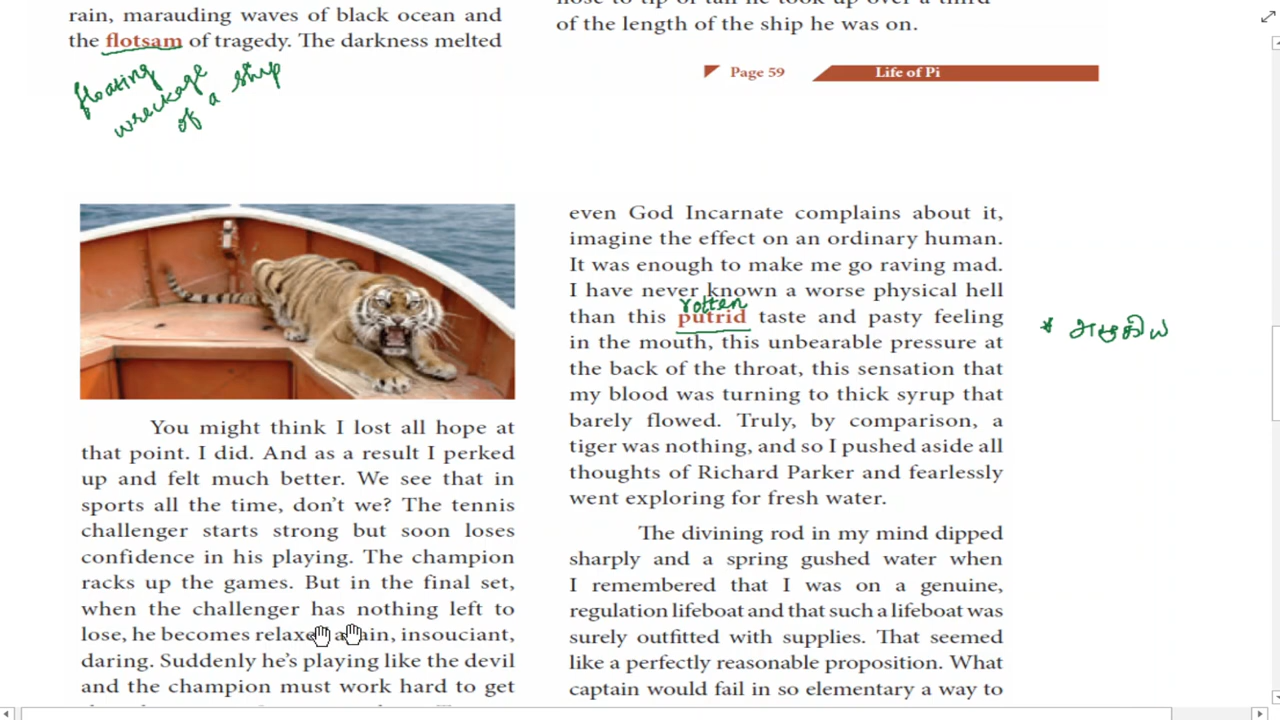 rain, marauding waves of black ocean and
the flotsam of tragedy. The darkness melted
floating
wreckage
of a ship
of the length of the ship he was on.
Page 59
Life of Pi
You might think I lost all hope at
that point. I did. And as a result I perked
up and felt much better. We see that in
sports all the time, don't we? The tennis
challenger starts strong but soon loses
confidence in his playing. The champion
racks up the games. But in the final set,
when the challenger has nothing left to
lose, he becomes relaxed again, insouciant,
daring. Suddenly he's playing like the devil
and the champion must work hard to get
even God Incarnate complains about it,
imagine the effect on an ordinary human.
It was enough to make me go raving mad.
I have never known a worse physical hell
rotten
than this putrid taste and pasty feeling
in the mouth, this unbearable pressure at
the back of the throat, this sensation that
my blood was turning to thick syrup that
barely flowed. Truly, by comparison, a
tiger was nothing, and so I pushed aside all
thoughts of Richard Parker and fearlessly
went exploring for fresh water.
* அழுகிய
The divining rod in my mind dipped
sharply and a spring gushed water when
I remembered that I was on a genuine,
regulation lifeboat and that such a lifeboat was
surely outfitted with supplies. That seemed
like a perfectly reasonable proposition. What
captain would fail in so elementary a way to